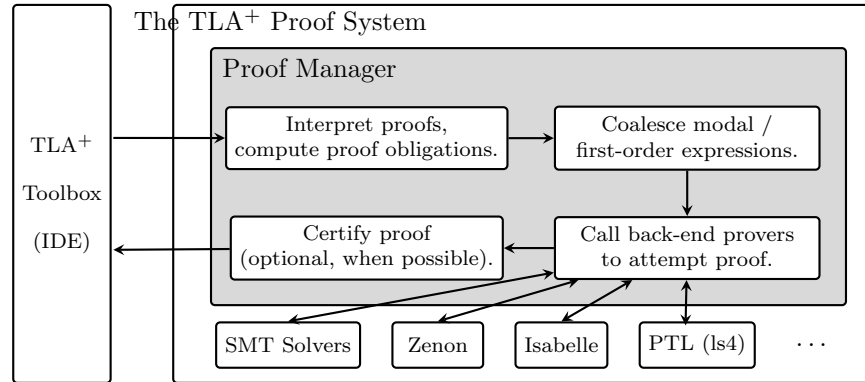 The TLA+ Proof System
Proof Manager
Interpret proofs,
compute proof obligations.
Coalesce modal /
first-order expressions.
TLA+
Toolbox
(IDE)
Certify proof
(optional, when possible).
Call back-end provers
to attempt proof.
SMT Solvers
Zenon
Isabelle
PTL (ls4)
...